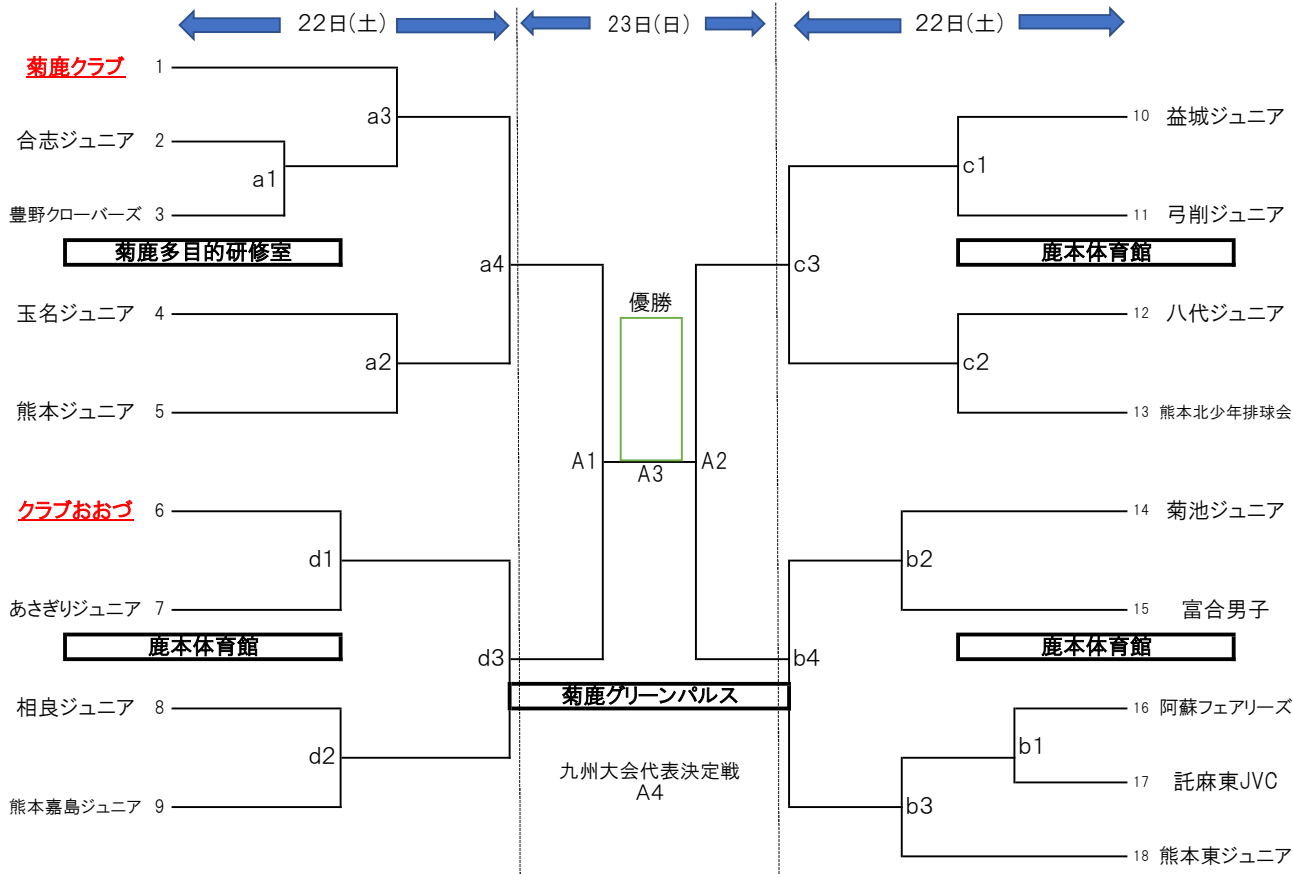 22日(土)
23日(日)
22日(土)
菊鹿クラブ 1
a3
合志ジュニア 2
a1
豊野クローバーズ 3
菊鹿多目的研修室
a4
玉名ジュニア 4
a2
熊本ジュニア 5
クラブおおづ 6
d1
あさぎりジュニア 7
鹿本体育館
d3
相良ジュニア 8
d2
熊本嘉島ジュニア 9
優勝
A1
A3
A2
菊鹿グリーンパルス
九州大会代表決定戦
A4
10 益城ジュニア
c1
11 弓削ジュニア
鹿本体育館
c3
12 八代ジュニア
c2
13 熊本北少年排球会
14 菊池ジュニア
b2
15 富合男子
鹿本体育館
b4
16 阿蘇フェアリーズ
b1
17 託麻東JVC
b3
18 熊本東ジュニア